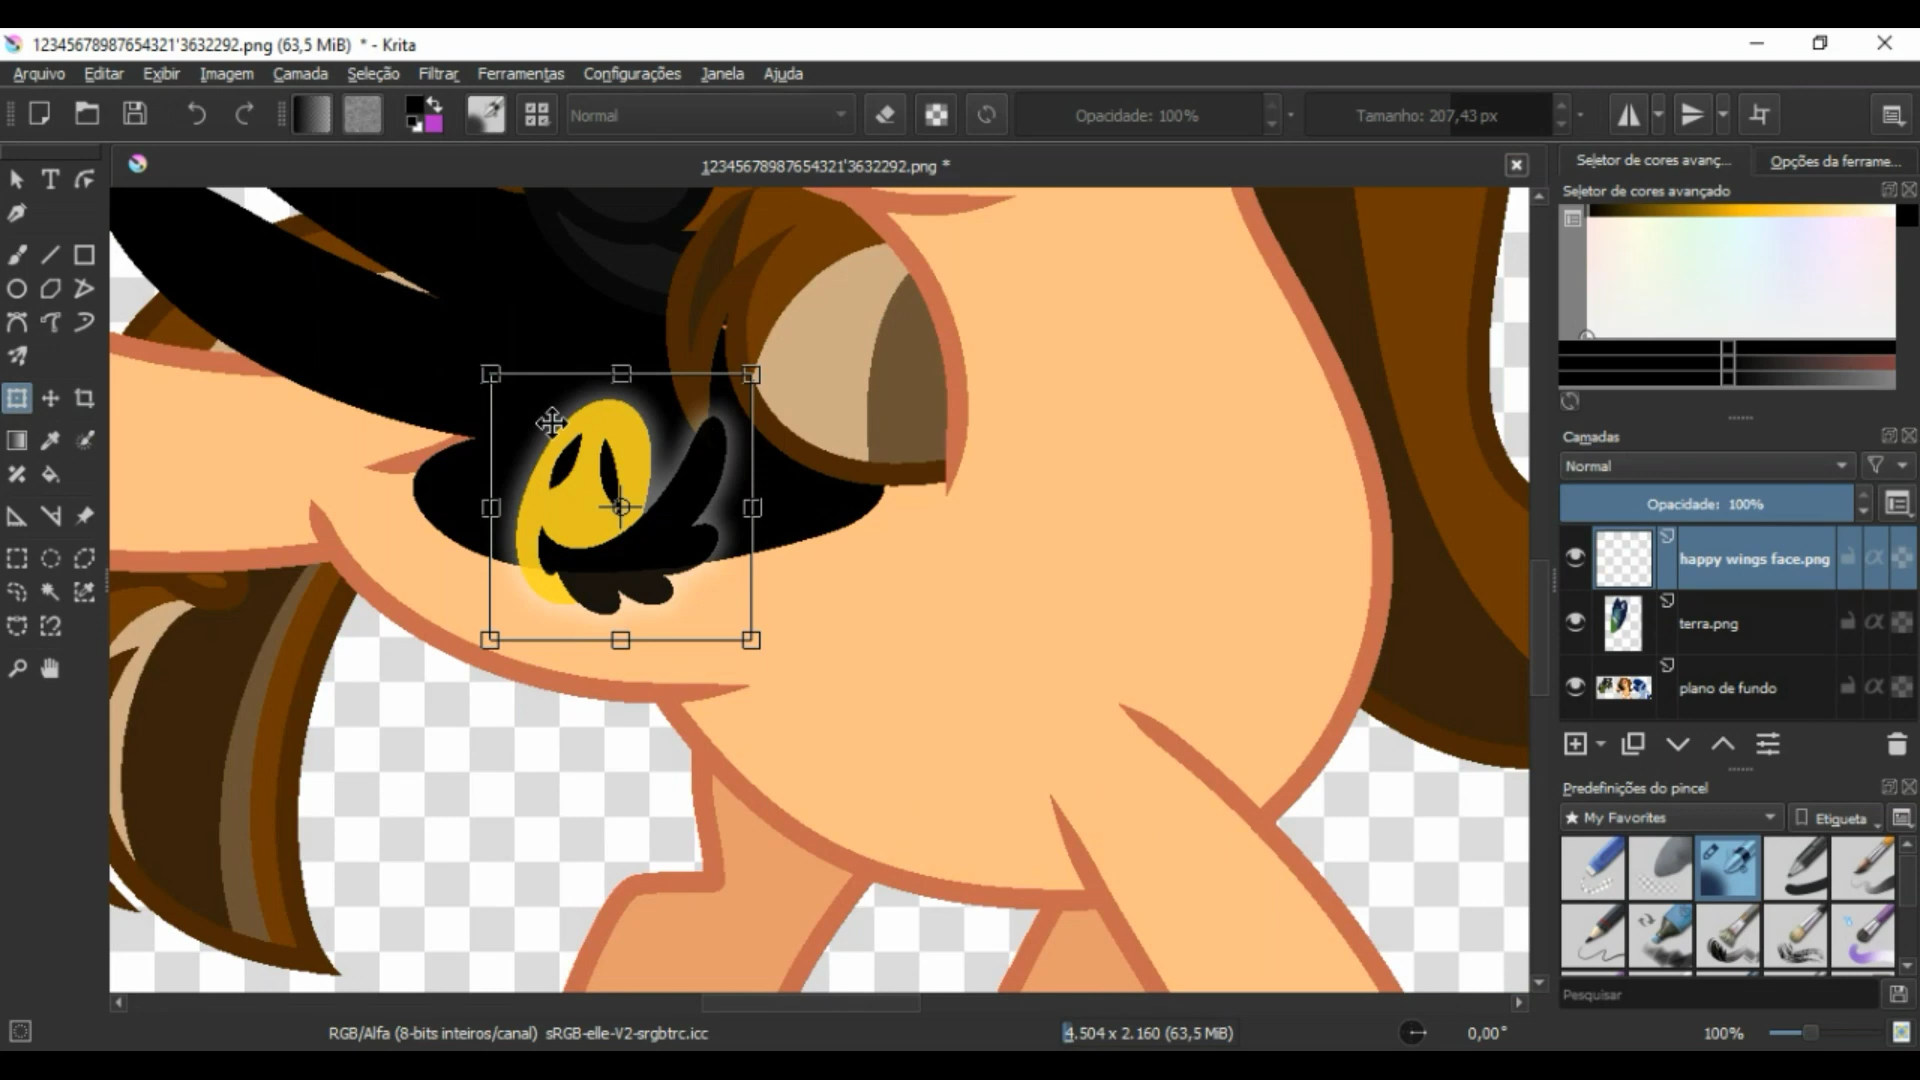 12345678987654321'3632292.png (63,5 MiB) * - Krita
Arquivo Editar Exibir Imagem Camada Seleção Filtrar Ferramentas Configurações Janela Ajuda
Normal
Opacidade: 100%
Tamanho: 207,43 px
12345678987654321'3632292.png *
Seletor de cores avanç...
Opções da ferrame...
Seletor de cores avançado
Camadas
Normal
Opacidade: 100%
happy wings face.png
terra.png
plano de fundo
Predefinições do pincel
★ My Favorites
Etiqueta
Pesquisar
RGB/Alfa (8-bits inteiros/canal) sRGB-elle-V2-srgbtrc.icc
4.504 x 2.160 (63,5 MiB)
0,00°
100%